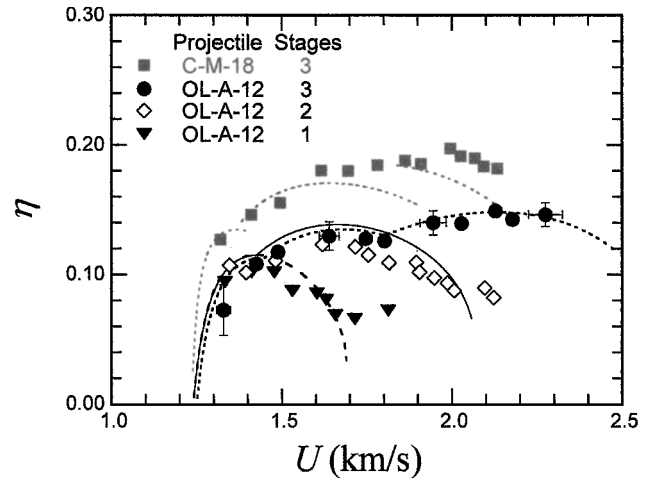 0.30
Projectile Stages
C-M-18 3
OL-A-12 3
OL-A-12 2
OL-A-12 1
0.20
η
0.10
0.00
1.0 1.5 2.0 2.5
U (km/s)